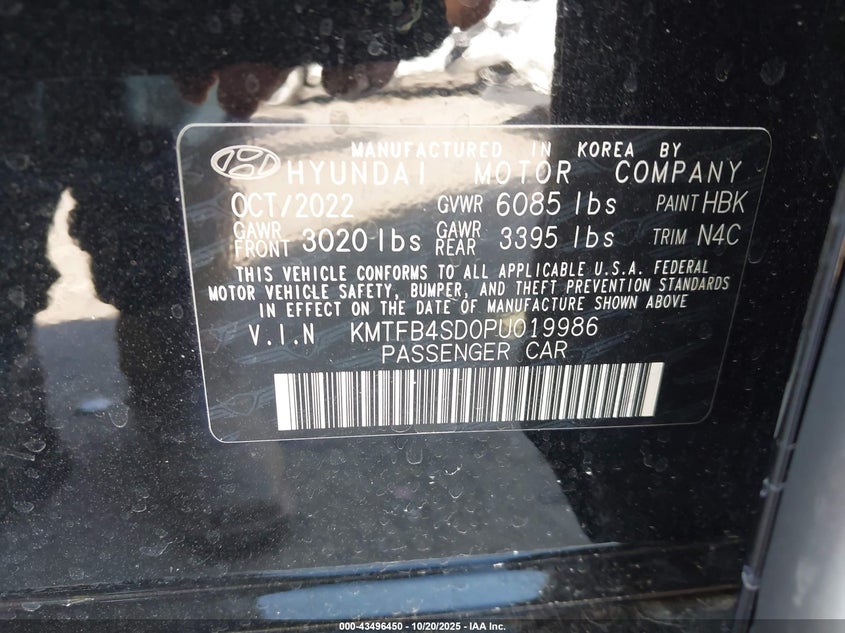 MANUFACTURED IN KOREA BY
HYUNDAI MOTOR COMPANY
OCT/2022 GVWR 6085 lbs PAINT HBK
GAWR FRONT 3020 lbs GAWR REAR 3395 lbs TRIM N4C
THIS VEHICLE CONFORMS TO ALL APPLICABLE U.S.A. FEDERAL
MOTOR VEHICLE SAFETY, BUMPER, AND THEFT PREVENTION STANDARDS
IN EFFECT ON THE DATE OF MANUFACTURE SHOWN ABOVE
V.I.N KMTFB4SD0PU019986
PASSENGER CAR
000-43496450 - 10/20/2025 - IAA Inc.